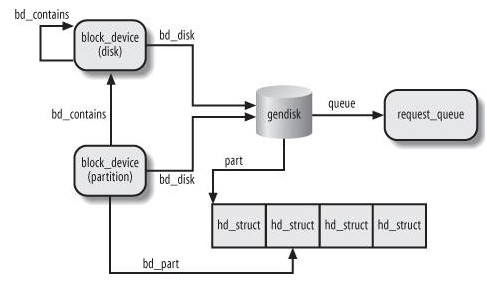 bd_contains
block_device
(disk)
bd_disk
bd_contains
gendisk
queue
request_queue
block_device
(partition)
bd_disk
part
hd_struct
hd_struct
hd_struct
hd_struct
bd_part